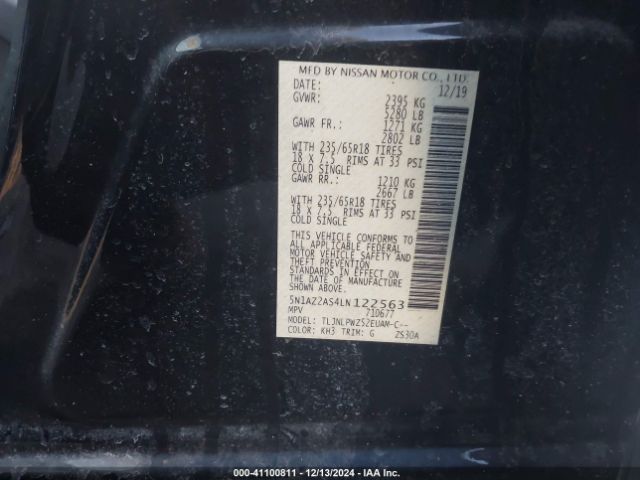 MFD BY NISSAN MOTOR CO., LTD.
DATE: 12/19
GVWR: 2395 KG
5280 LB
GAWR FR.: 1271 KG
2802 LB
WITH 235/65R18 TIRES
18 X 7.5 RIMS AT 33 PSI
COLD SINGLE
GAWR RR.: 1210 KG
2667 LB
WITH 235/65R18 TIRES
18 X 7.5 RIMS AT 33 PSI
COLD SINGLE
THIS VEHICLE CONFORMS TO
ALL APPLICABLE FEDERAL
MOTOR VEHICLE SAFETY AND
THEFT PREVENTION
STANDARDS IN EFFECT ON
THE DATE OF MANUFACTURE
SHOWN ABOVE.
5N1AZ2AS4LN122563
MPV 710677
MODEL: TLJNLPWZ52EUAM-C--
COLOR: KH3 TRIM: G 2S30A
000-41100811 - 12/13/2024 - IAA Inc.